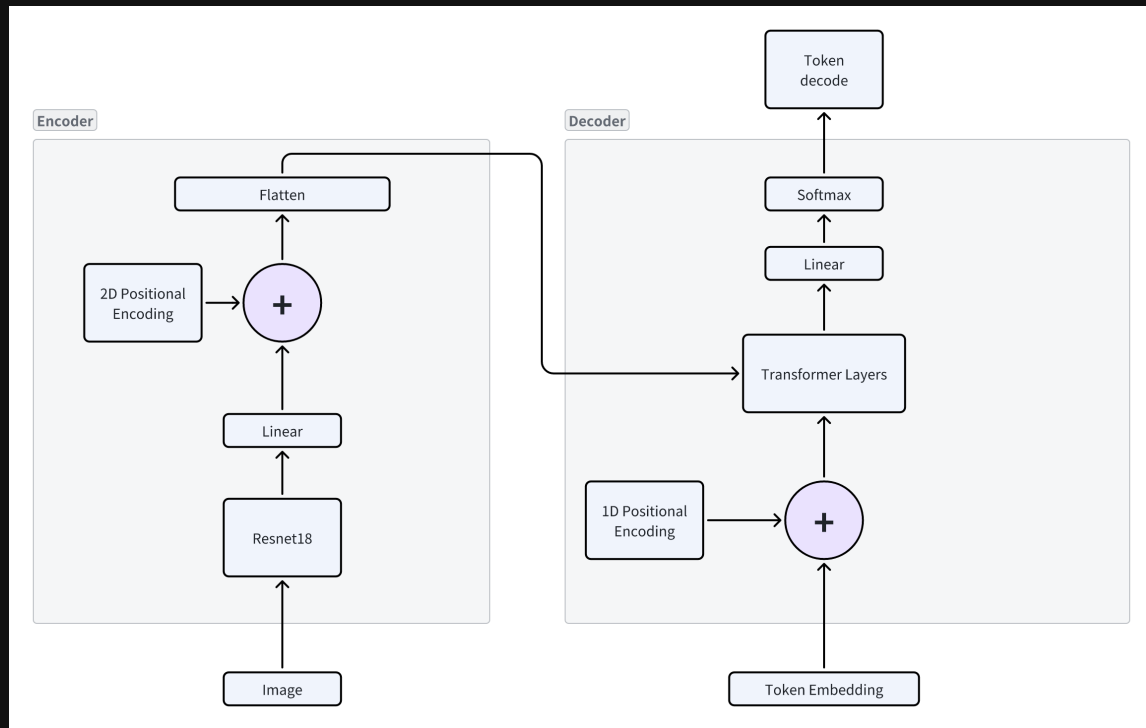 Token
decode
Encoder
Decoder
Flatten
Softmax
Linear
2D Positional
Encoding
+
Transformer Layers
Linear
1D Positional
Encoding
+
Resnet18
Image
Token Embedding